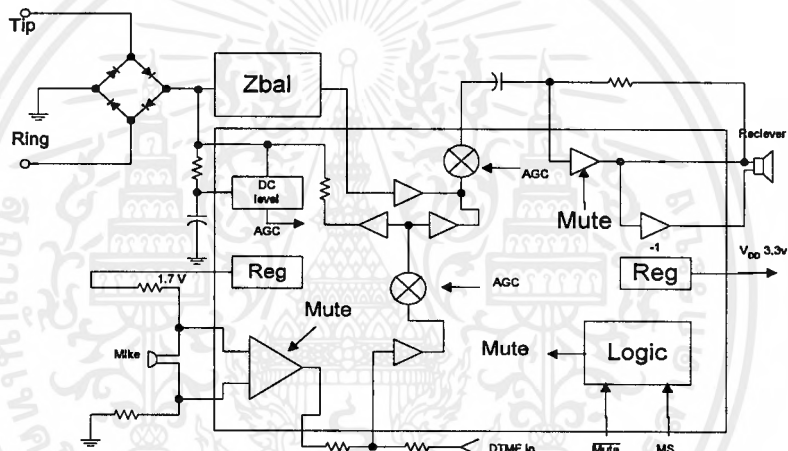 Tip
Zbal
Ring
DC
level
AGC
AGC
Reciever
Mute
-1
Reg
V_DD 3.3v
1.7 V
Reg
AGC
Mute
Mike
Mute
Logic
DTMF In
Mute
MS